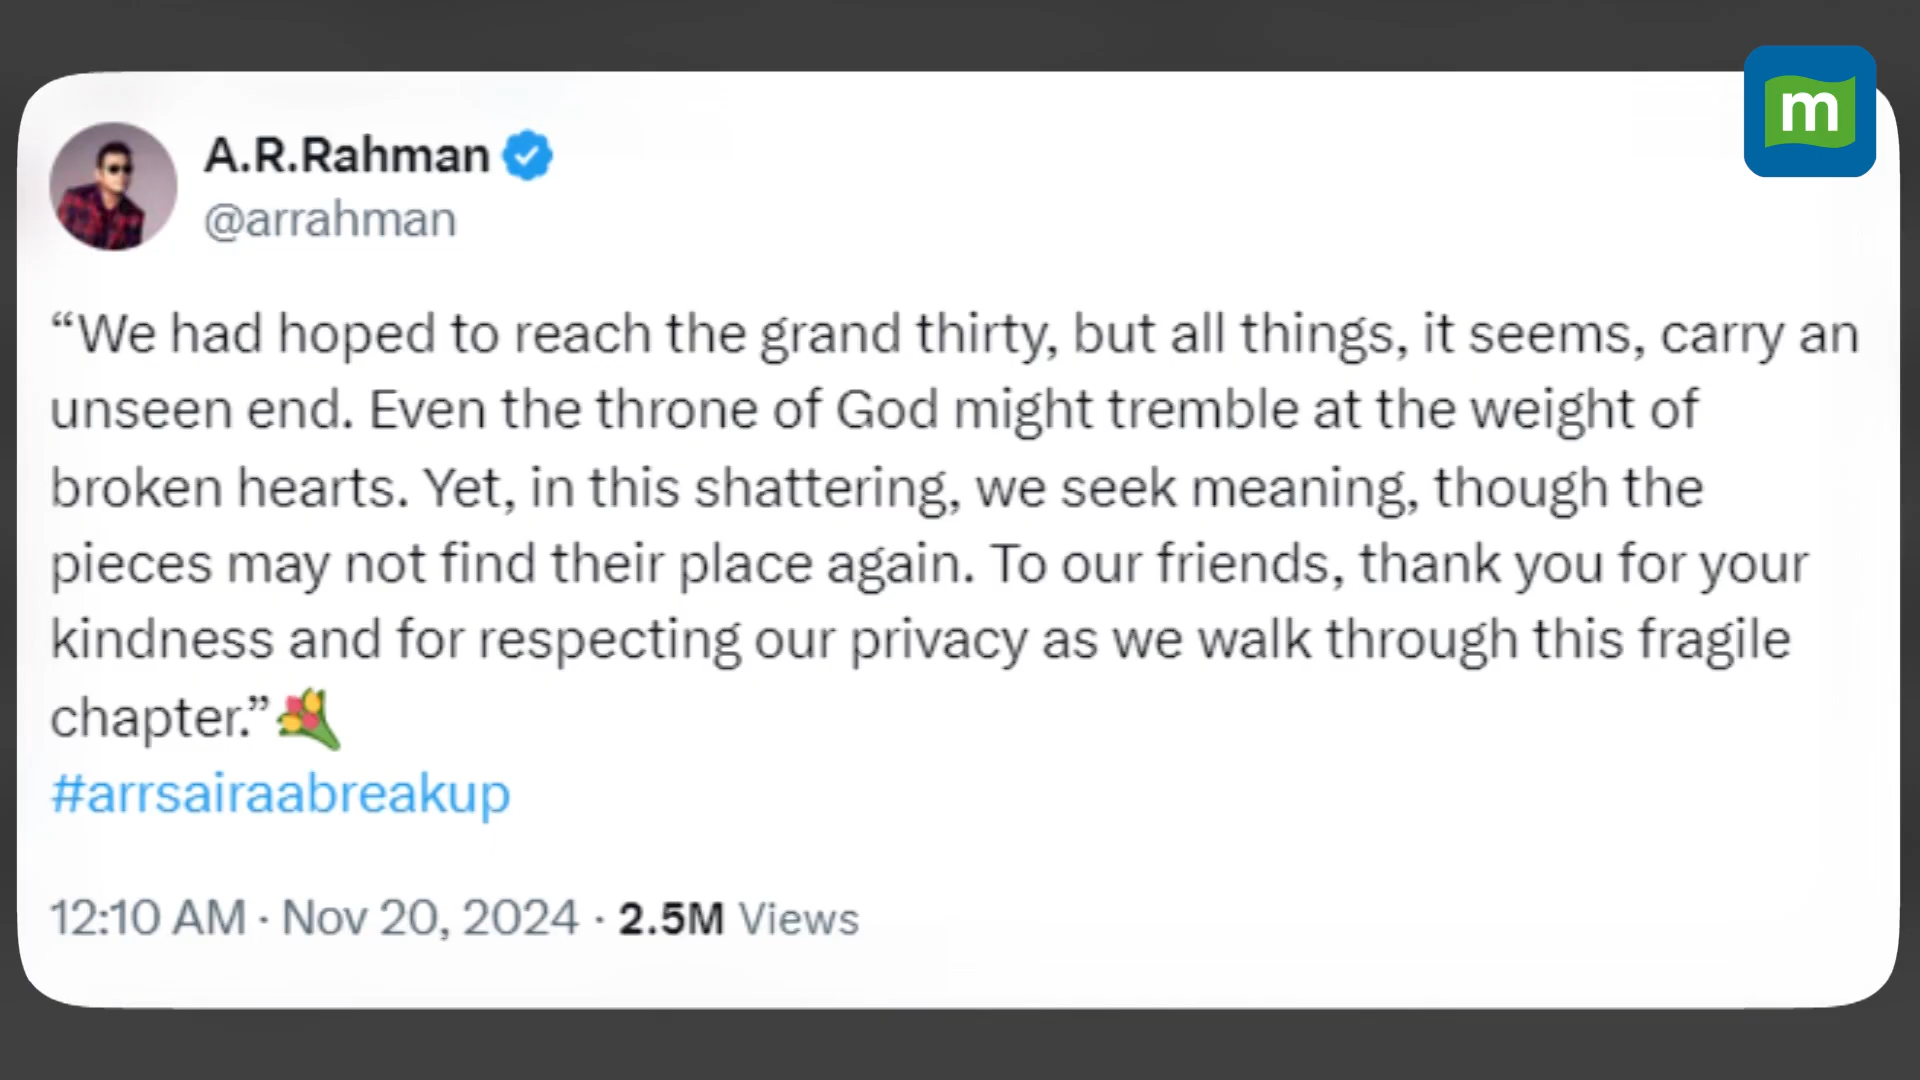 m
A.R.Rahman
@arrahman
“We had hoped to reach the grand thirty, but all things, it seems, carry an
unseen end. Even the throne of God might tremble at the weight of
broken hearts. Yet, in this shattering, we seek meaning, though the
pieces may not find their place again. To our friends, thank you for your
kindness and for respecting our privacy as we walk through this fragile
chapter.”💐
#arrsairaabreakup
12:10 AM · Nov 20, 2024 · 2.5M Views